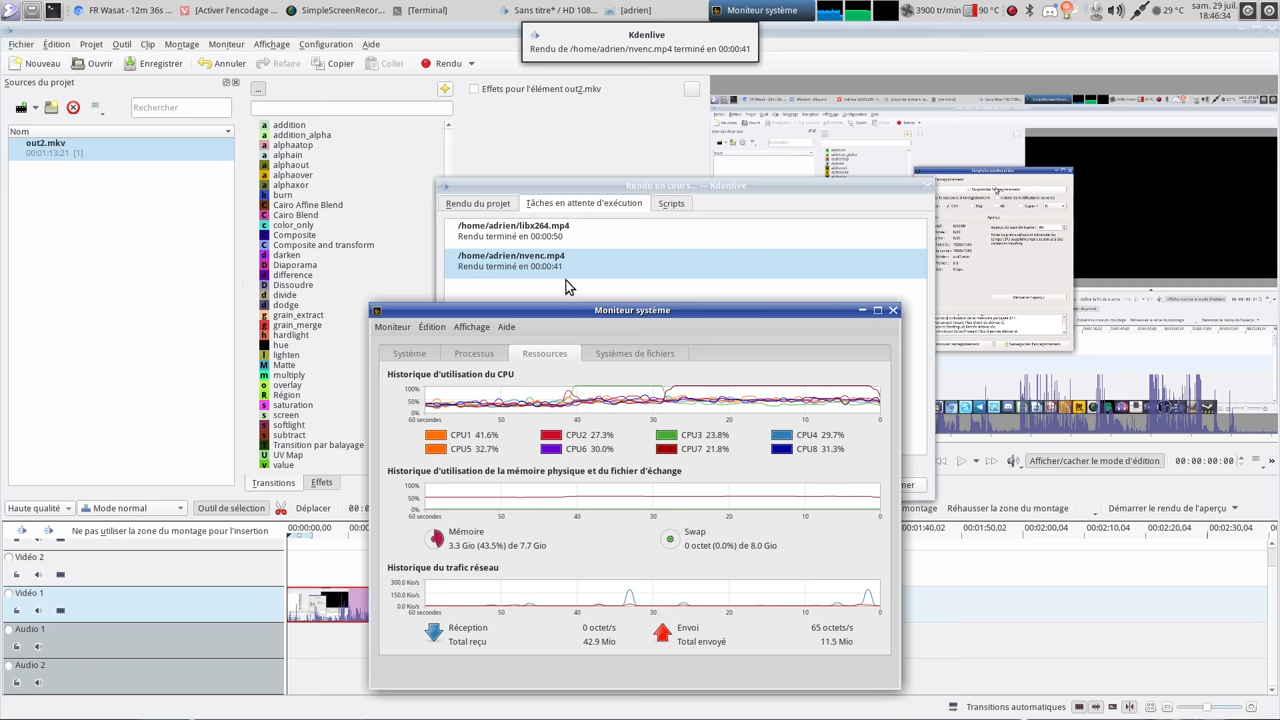 FR Wasat - 12m 36s ...
[Activer l'encodage ...
SimpleScreenRecor...
[Terminal]
Sans titre* / HD 108...
[adrien]
Moniteur système
3900 tr/min
90 °C
29°C
sam. 29 juil.
18:46:34
Kdenlive
Rendu de /home/adrien/nvenc.mp4 terminé en 00:00:41
Fichier Édition Projet Outils Clip Montage Moniteur Affichage Configuration Aide
Nouveau Ouvrir Enregistrer Annuler Refaire Copier Coller Rendu
Sources du projet
Rechercher
out2.mkv
00:01:13:21 [1]
...
Effets pour l'élément out2.mkv
addition
addition_alpha
alphaatop
alphain
alphaout
alphaover
alphaxor
burn
Cairo Affine Blend
Cairo Blend
color_only
Composite
Composite and transform
darken
Diaporama
difference
Dissoudre
divide
dodge
grain_extract
grain_merge
hardlight
hue
lighten
Matte
multiply
overlay
Région
saturation
screen
softlight
subtract
Transition par balayage
UV Map
value
Transitions Effets
Rendu en cours... — Kdenlive
Rendu du projet Travaux en attente d'exécution Scripts
/home/adrien/libx264.mp4
Rendu terminé en 00:00:50
/home/adrien/nvenc.mp4
Rendu terminé en 00:00:41
Moniteur système
Moniteur Édition Affichage Aide
Système Processus Ressources Systèmes de fichiers
Historique d'utilisation du CPU
100%
50%
0%
60 secondes 50 40 30 20 10 0
CPU1 41.6% CPU2 27.3% CPU3 23.8% CPU4 29.7%
CPU5 32.7% CPU6 30.0% CPU7 21.8% CPU8 31.3%
Historique d'utilisation de la mémoire physique et du fichier d'échange
100%
50%
0%
60 secondes 50 40 30 20 10 0
Mémoire
3.3 Gio (43.5%) de 7.7 Gio
Swap
0 octet (0.0%) de 8.0 Gio
Historique du trafic réseau
300.0 Kio/s
150.0 Kio/s
0.0 Kio/s
60 secondes 50 40 30 20 10 0
Réception 0 octet/s
Total reçu 42.9 Mio
Envoi 65 octets/s
Total envoyé 11.5 Mio
Afficher/cacher le mode d'édition
00:00:00:00
Haute qualité Mode normal Outil de sélection Déplacer
montage Réhausser la zone du montage Démarrer le rendu de l'aperçu
Ne pas utiliser la zone du montage pour l'insertion
00:00:00,00
00:01:40,02 00:01:50,02 00:02:00,04 00:02:10,04 00:02:20,04 00:02:30,04
Vidéo 2
Vidéo 1
Audio 1
Audio 2
Transitions automatiques